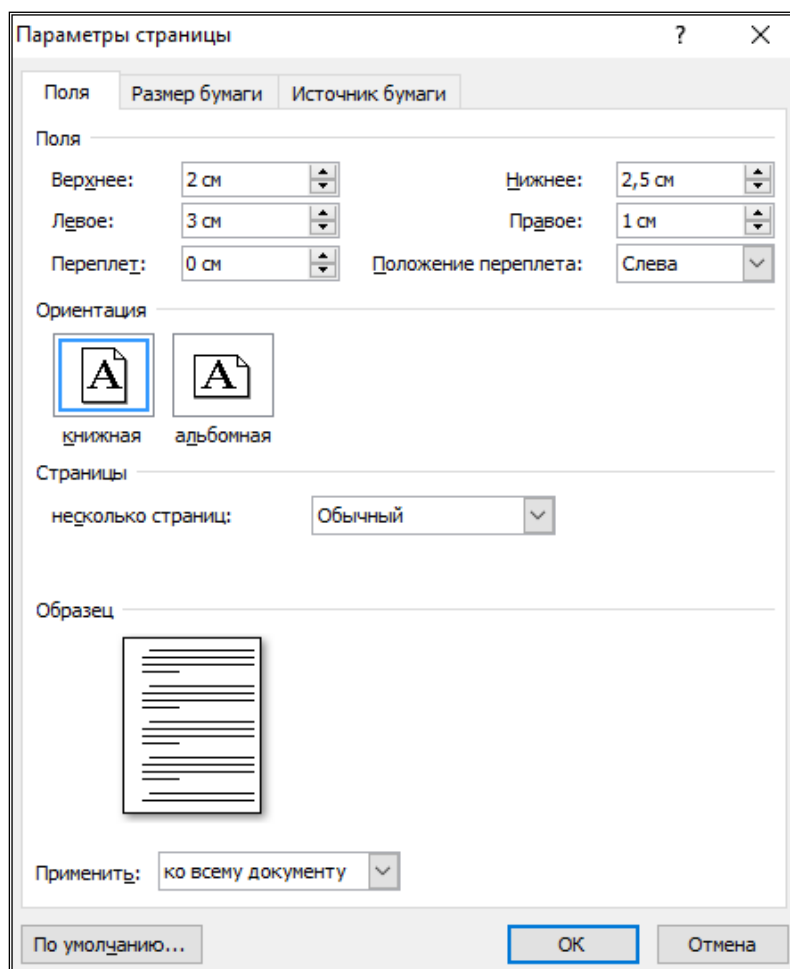 Параметры страницы ?
Поля Размер бумаги Источник бумаги
Поля
Верхнее: 2 см Нижнее: 2,5 см
Левое: 3 см Правое: 1 см
Переплет: 0 см Положение переплета: Слева
Ориентация
A A
книжная альбомная
Страницы
несколько страниц: Обычный
Образец
Применить: ко всему документу
По умолчанию... ОК Отмена